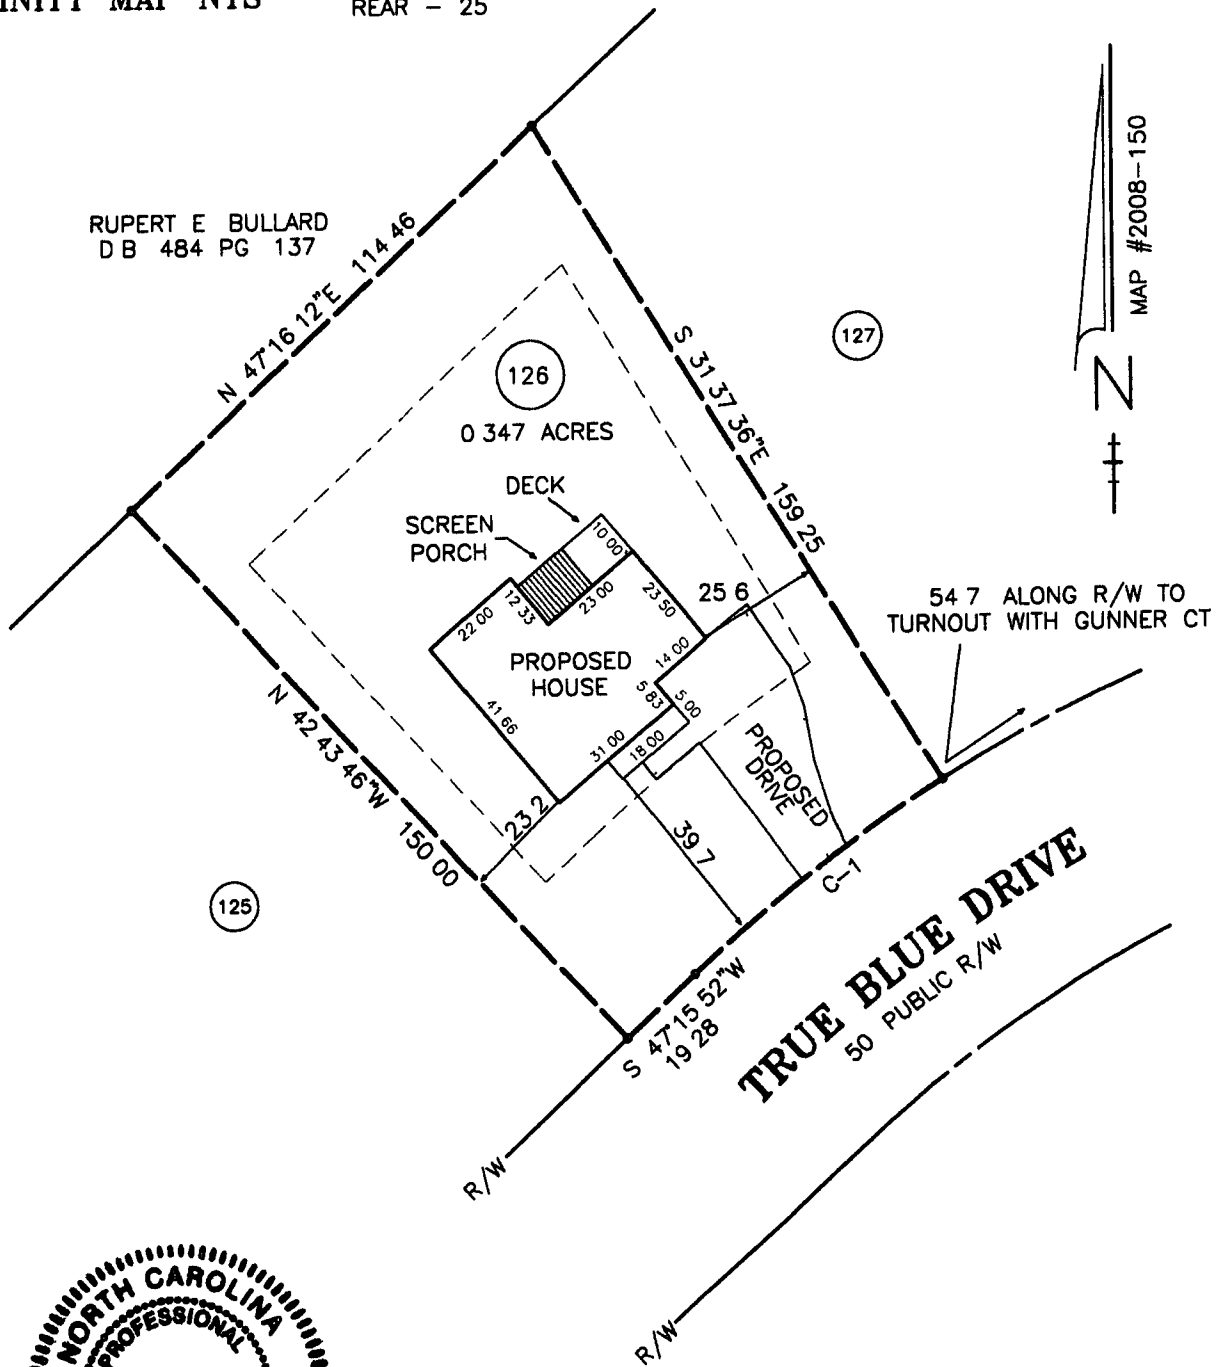 MAP NTS
REAR - 25
RUPERT E BULLARD
DB 484 PG 137
N 47°16 12"E 114 46
MAP #2008-150
N
127
126
0 347 ACRES
S 31 37 36"E 159 25
DECK
SCREEN
PORCH
10 00
12 33
23 00
22 00
23 50
25 6
54 7 ALONG R/W TO
TURNOUT WITH GUNNER CT
14 00
PROPOSED
HOUSE
5 83
5 00
41 66
31 00
18 00
PROPOSED
DRIVE
N 42 43 46"W 150 00
23 2
39 7
C-1
125
TRUE BLUE DRIVE
50 PUBLIC R/W
S 47°15 52"W
19 28
R/W
R/W
NORTH CAROLINA
PROFESSIONAL